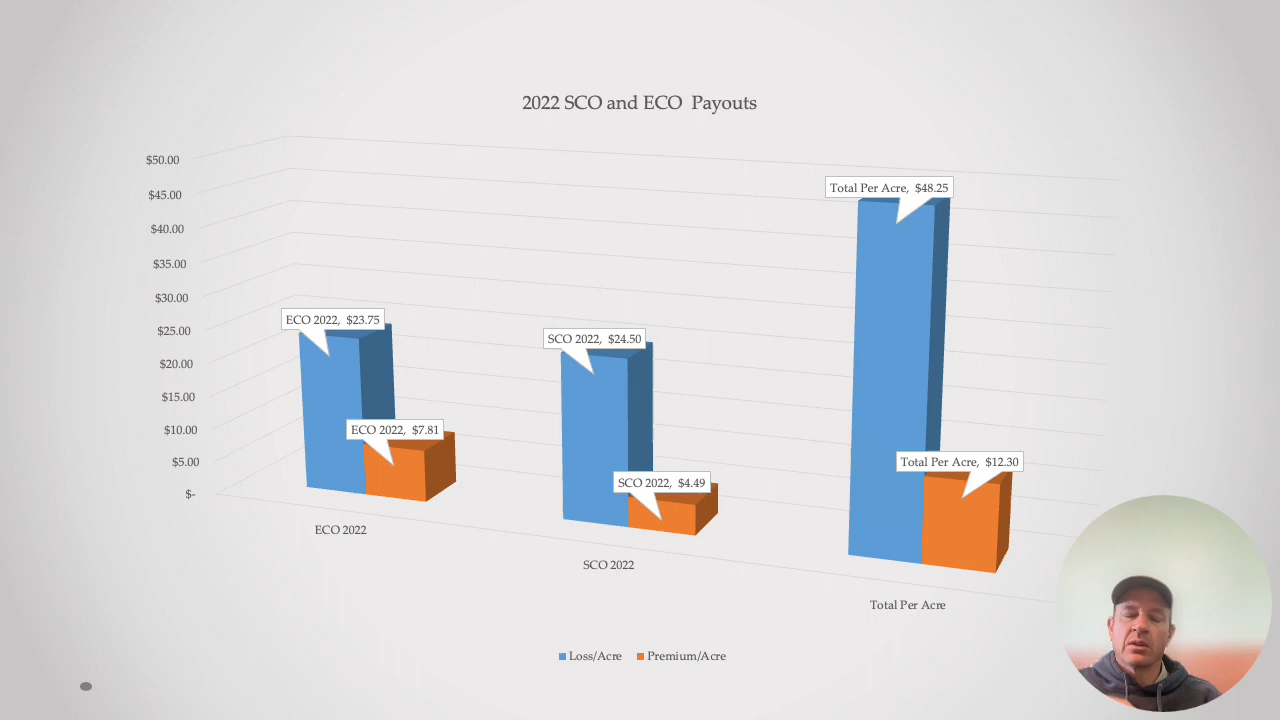 2022 SCO and ECO  Payouts
$50.00
$45.00
$40.00
$35.00
$30.00
$25.00
$20.00
$15.00
$10.00
$5.00
$-
Total Per Acre,  $48.25
ECO 2022,  $23.75
SCO 2022,  $24.50
ECO 2022,  $7.81
Total Per Acre,  $12.30
SCO 2022,  $4.49
ECO 2022
SCO 2022
Total Per Acre
Loss/Acre
Premium/Acre